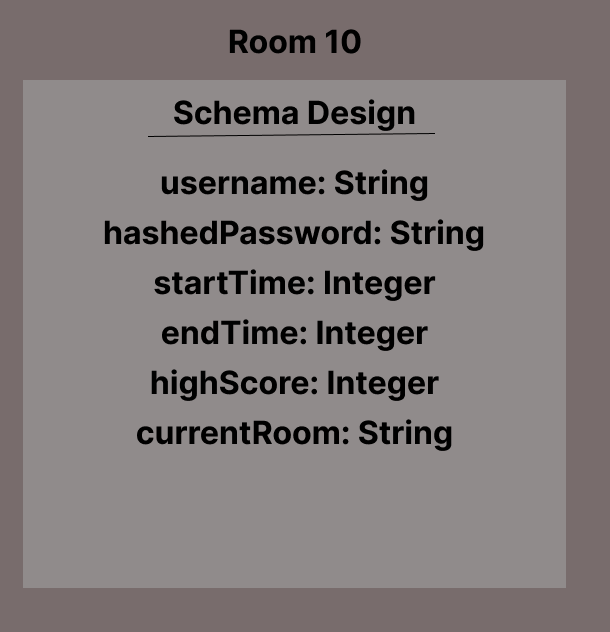 Room 10
Schema Design
username: String
hashedPassword: String
startTime: Integer
endTime: Integer
highScore: Integer
currentRoom: String